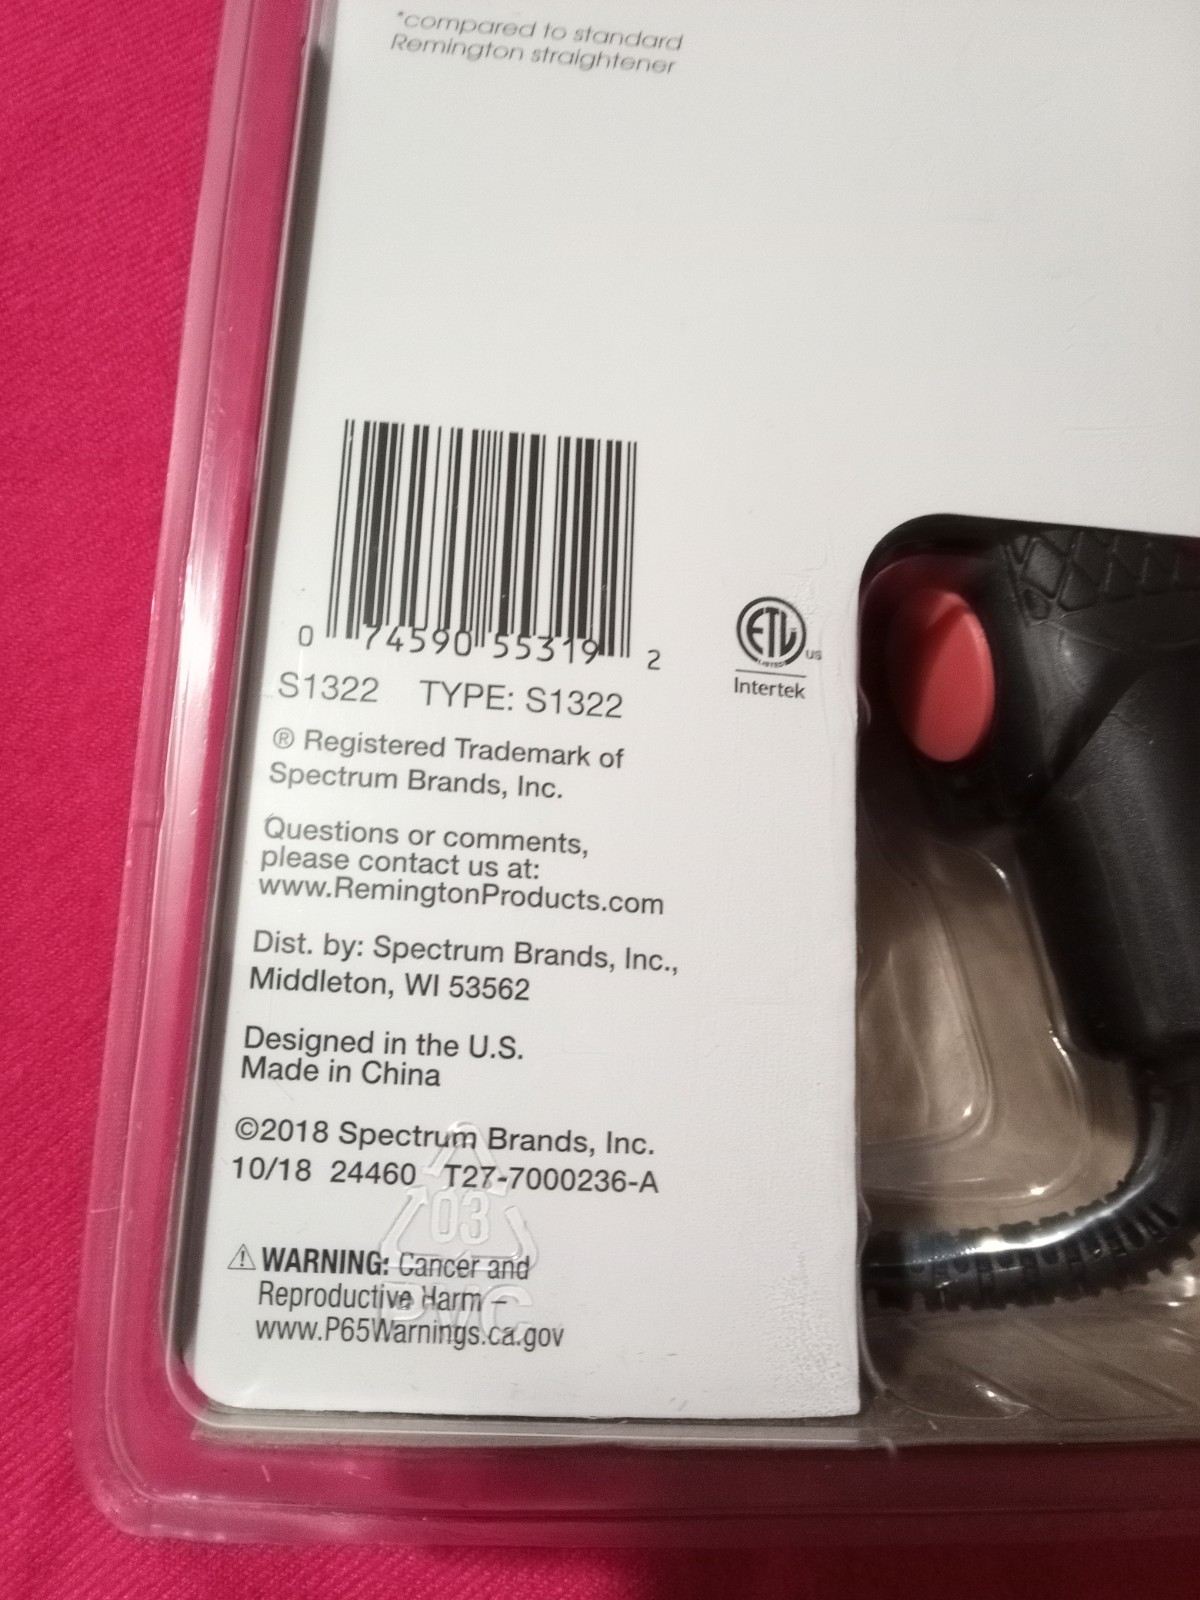 *compared to standard
Remington straightener
0 74590 55319 2
S1322 TYPE: S1322
ETL
LISTED
US
Intertek
® Registered Trademark of
Spectrum Brands, Inc.
Questions or comments,
please contact us at:
www.RemingtonProducts.com
Dist. by: Spectrum Brands, Inc.,
Middleton, WI 53562
Designed in the U.S.
Made in China
©2018 Spectrum Brands, Inc.
10/18 24460 T27-7000236-A
03
PVC
⚠ WARNING: Cancer and
Reproductive Harm –
www.P65Warnings.ca.gov